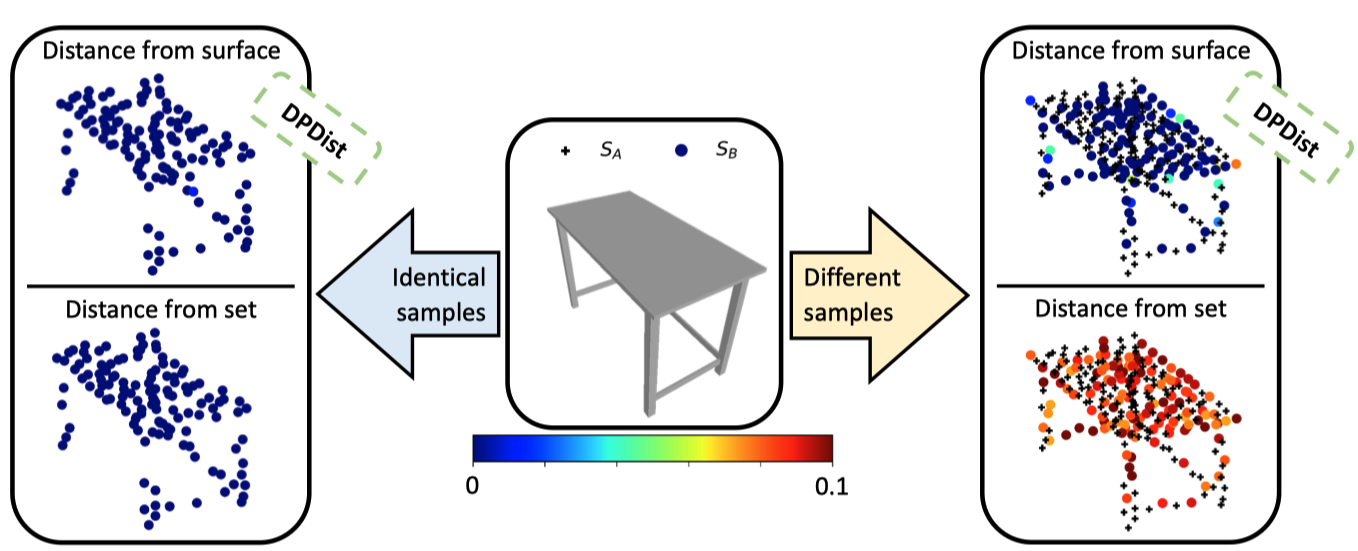 Distance from surface
DPDist
Distance from set
Identical
samples
S_A
S_B
0
0.1
Different
samples
Distance from surface
DPDist
Distance from set